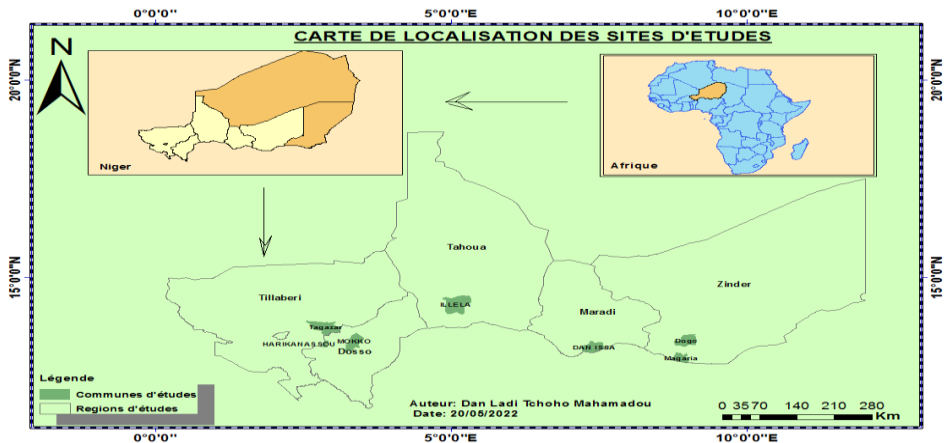 0°0'0" 5°0'0"E 10°0'0"E
CARTE DE LOCALISATION DES SITES D'ETUDES
N
20°0'0"N 20°0'0"N
Niger
Afrique
Tahoua
15°0'0"N 15°0'0"N
Zinder
Tillaberi
ILLELA
Maradi
Tagazar
HARIKANASSOU
MOKKO
Dosso
DAN ISSA
Dogo
Magaria
Légende
Communes d'études
Regions d'études
Auteur: Dan Ladi Tchoho Mahamadou
Date: 20/05/2022
0 3570 140 210 280
Km
0°0'0" 5°0'0"E 10°0'0"E